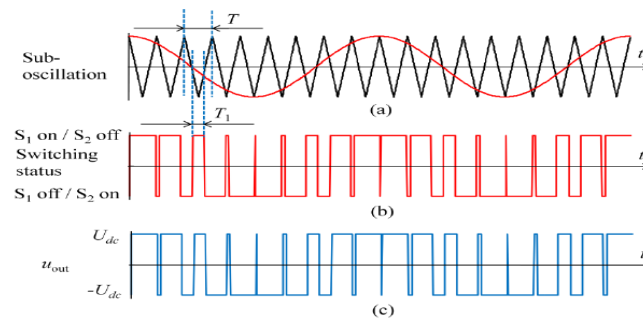 T
Sub-
oscillation
t
(a)
T1
S1 on / S2 off
Switching
status
S1 off / S2 on
t
(b)
Udc
uout
-Udc
t
(c)